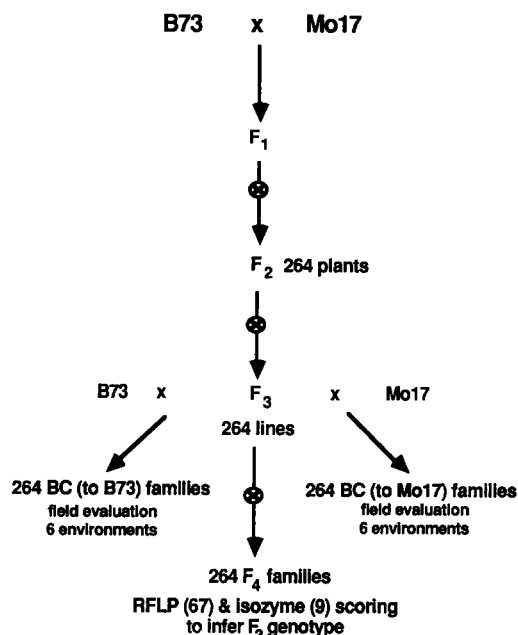 B73 x Mo17
F₁
F₂ 264 plants
B73 x F₃ x Mo17
264 lines
264 BC (to B73) families
field evaluation
6 environments
264 BC (to Mo17) families
field evaluation
6 environments
264 F₄ families
RFLP (67) & isozyme (9) scoring
to infer genotype